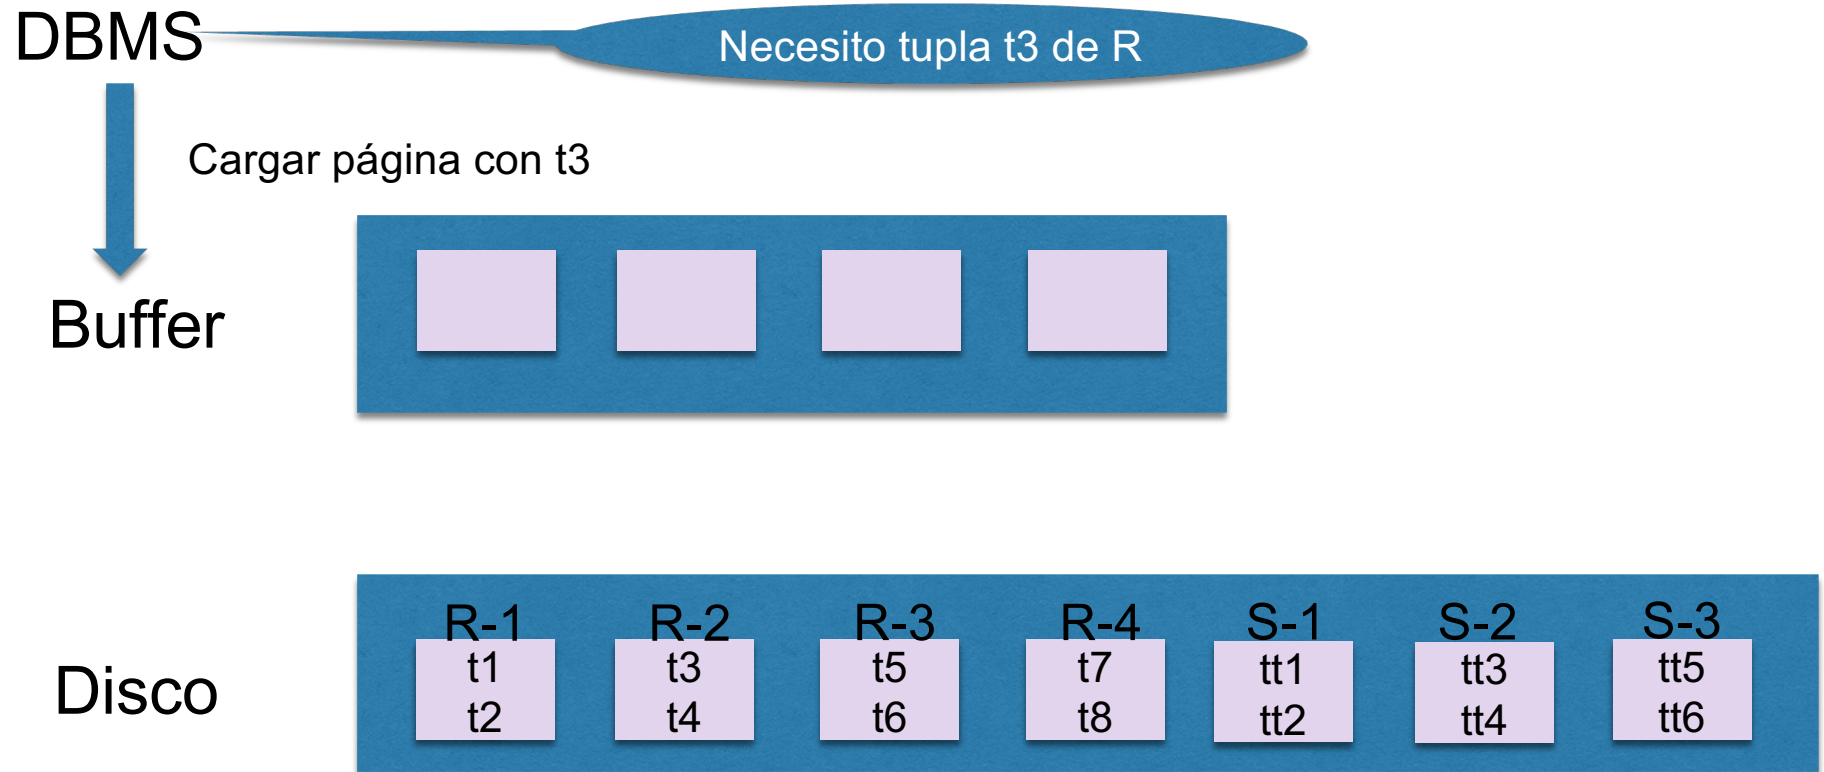 DBMS
Necesito tupla t3 de R
Cargar página con t3
Buffer
Disco
R-1
t1
t2
R-2
t3
t4
R-3
t5
t6
R-4
t7
t8
S-1
tt1
tt2
S-2
tt3
tt4
S-3
tt5
tt6